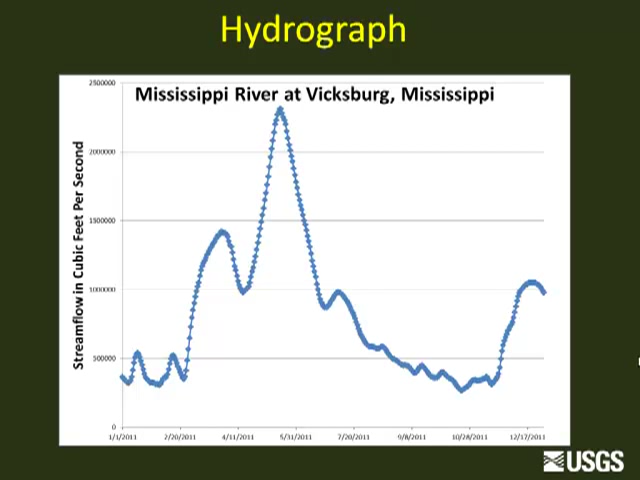 Hydrograph
Mississippi River at Vicksburg, Mississippi
Streamflow in Cubic Feet Per Second
2500000
2000000
1500000
1000000
500000
0
1/1/2011 2/20/2011 4/11/2011 5/31/2011 7/20/2011 9/8/2011 10/28/2011 12/17/2011
USGS